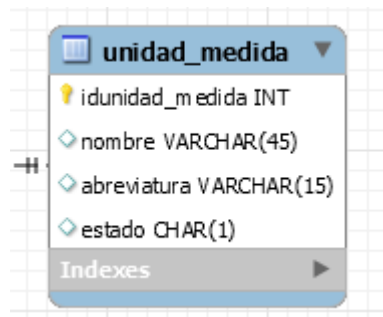 unidad_medida
idunidad_medida INT
nombre VARCHAR(45)
abreviatura VARCHAR(15)
estado CHAR(1)
Indexes